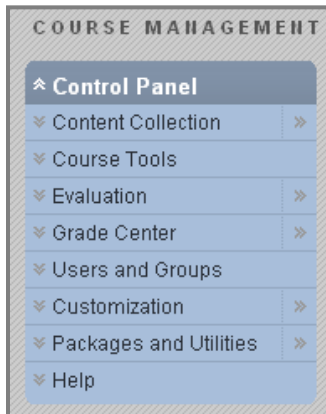 COURSE MANAGEMENT
Control Panel
Content Collection
Course Tools
Evaluation
Grade Center
Users and Groups
Customization
Packages and Utilities
Help